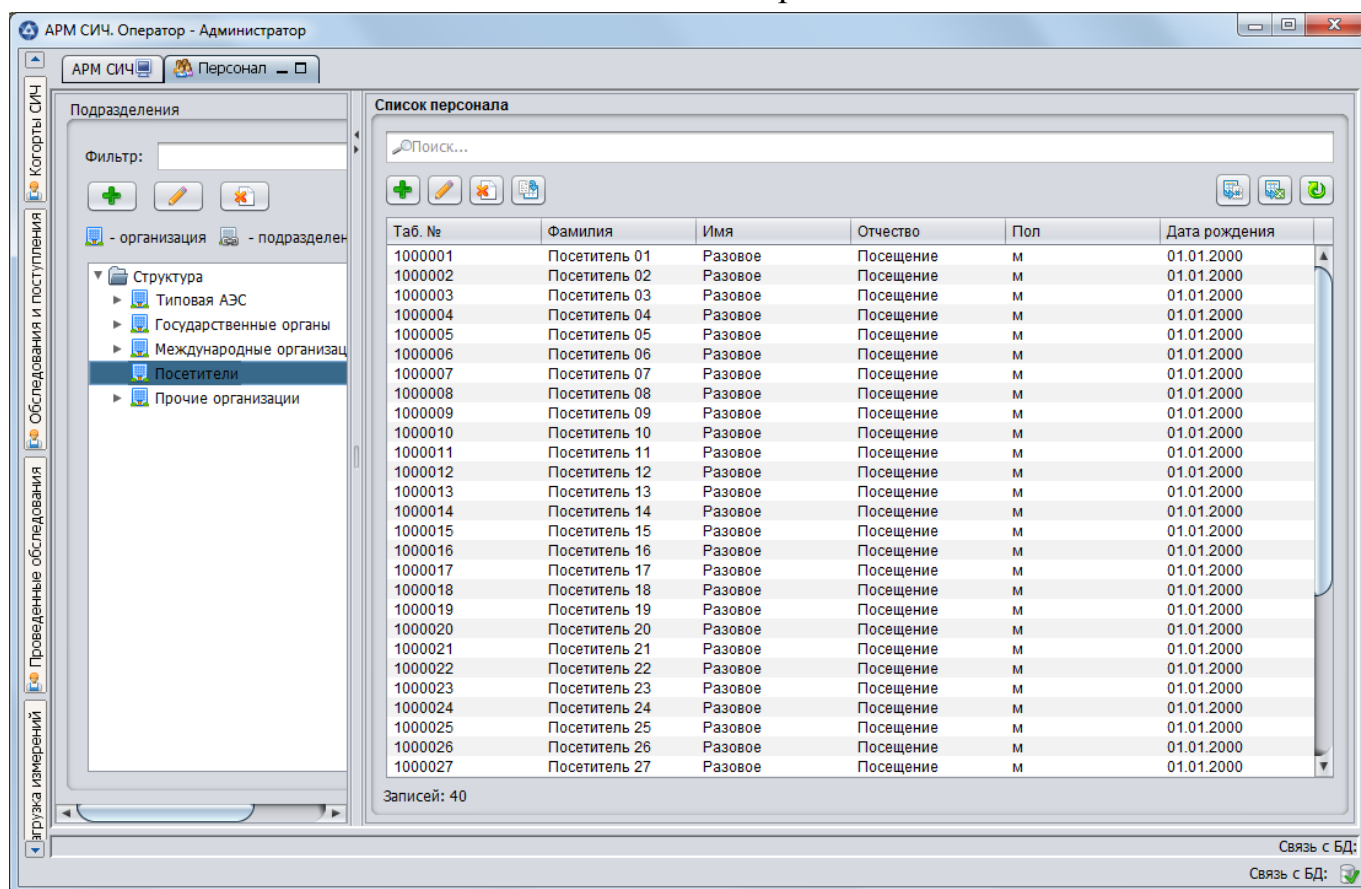 АРМ СИЧ. Оператор - Администратор
АРМ СИЧ
Персонал
Когорты СИЧ
Обследования и поступления
Проведенные обследования
агрузка измерений
Подразделения
Фильтр:
- организация - подразделен
Структура
Типовая АЭС
Государственные органы
Международные организац
Посетители
Прочие организации
Список персонала
Поиск...
Таб. № Фамилия Имя Отчество Пол Дата рождения
1000001 Посетитель 01 Разовое Посещение м 01.01.2000
1000002 Посетитель 02 Разовое Посещение м 01.01.2000
1000003 Посетитель 03 Разовое Посещение м 01.01.2000
1000004 Посетитель 04 Разовое Посещение м 01.01.2000
1000005 Посетитель 05 Разовое Посещение м 01.01.2000
1000006 Посетитель 06 Разовое Посещение м 01.01.2000
1000007 Посетитель 07 Разовое Посещение м 01.01.2000
1000008 Посетитель 08 Разовое Посещение м 01.01.2000
1000009 Посетитель 09 Разовое Посещение м 01.01.2000
1000010 Посетитель 10 Разовое Посещение м 01.01.2000
1000011 Посетитель 11 Разовое Посещение м 01.01.2000
1000012 Посетитель 12 Разовое Посещение м 01.01.2000
1000013 Посетитель 13 Разовое Посещение м 01.01.2000
1000014 Посетитель 14 Разовое Посещение м 01.01.2000
1000015 Посетитель 15 Разовое Посещение м 01.01.2000
1000016 Посетитель 16 Разовое Посещение м 01.01.2000
1000017 Посетитель 17 Разовое Посещение м 01.01.2000
1000018 Посетитель 18 Разовое Посещение м 01.01.2000
1000019 Посетитель 19 Разовое Посещение м 01.01.2000
1000020 Посетитель 20 Разовое Посещение м 01.01.2000
1000021 Посетитель 21 Разовое Посещение м 01.01.2000
1000022 Посетитель 22 Разовое Посещение м 01.01.2000
1000023 Посетитель 23 Разовое Посещение м 01.01.2000
1000024 Посетитель 24 Разовое Посещение м 01.01.2000
1000025 Посетитель 25 Разовое Посещение м 01.01.2000
1000026 Посетитель 26 Разовое Посещение м 01.01.2000
1000027 Посетитель 27 Разовое Посещение м 01.01.2000
Записей: 40
Связь с БД:
Связь с БД: